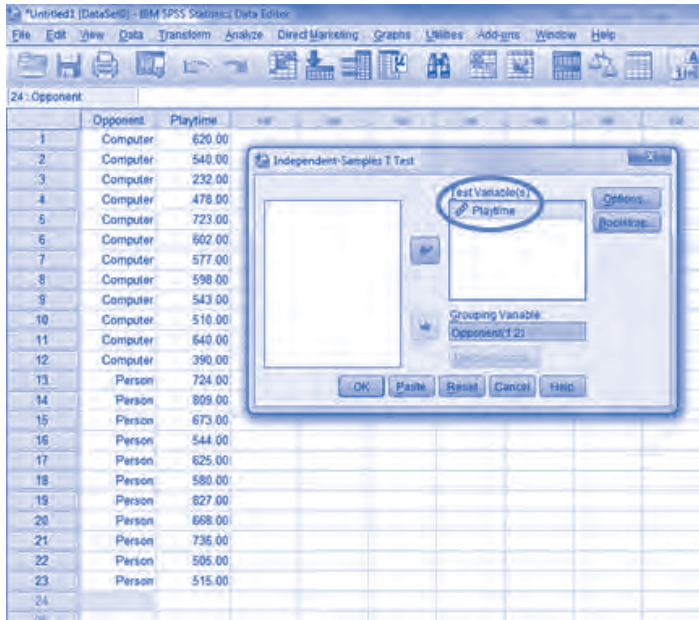 *Untitled1 [DataSet0] - IBM SPSS Statistics Data Editor
File Edit View Data Transform Analyze Direct Marketing Graphs Utilities Add-ons Window Help
24 : Opponent
Opponent Playtime
1 Computer 620.00
2 Computer 540.00
3 Computer 232.00
4 Computer 478.00
5 Computer 723.00
6 Computer 602.00
7 Computer 577.00
8 Computer 598.00
9 Computer 543.00
10 Computer 510.00
11 Computer 640.00
12 Computer 390.00
13 Person 724.00
14 Person 809.00
15 Person 673.00
16 Person 544.00
17 Person 625.00
18 Person 580.00
19 Person 827.00
20 Person 668.00
21 Person 736.00
22 Person 505.00
23 Person 515.00
24
Independent-Samples T Test
Test Variable(s)
Playtime
Options...
Bootstrap...
Grouping Variable:
Opponent(1 2)
OK Paste Reset Cancel Help